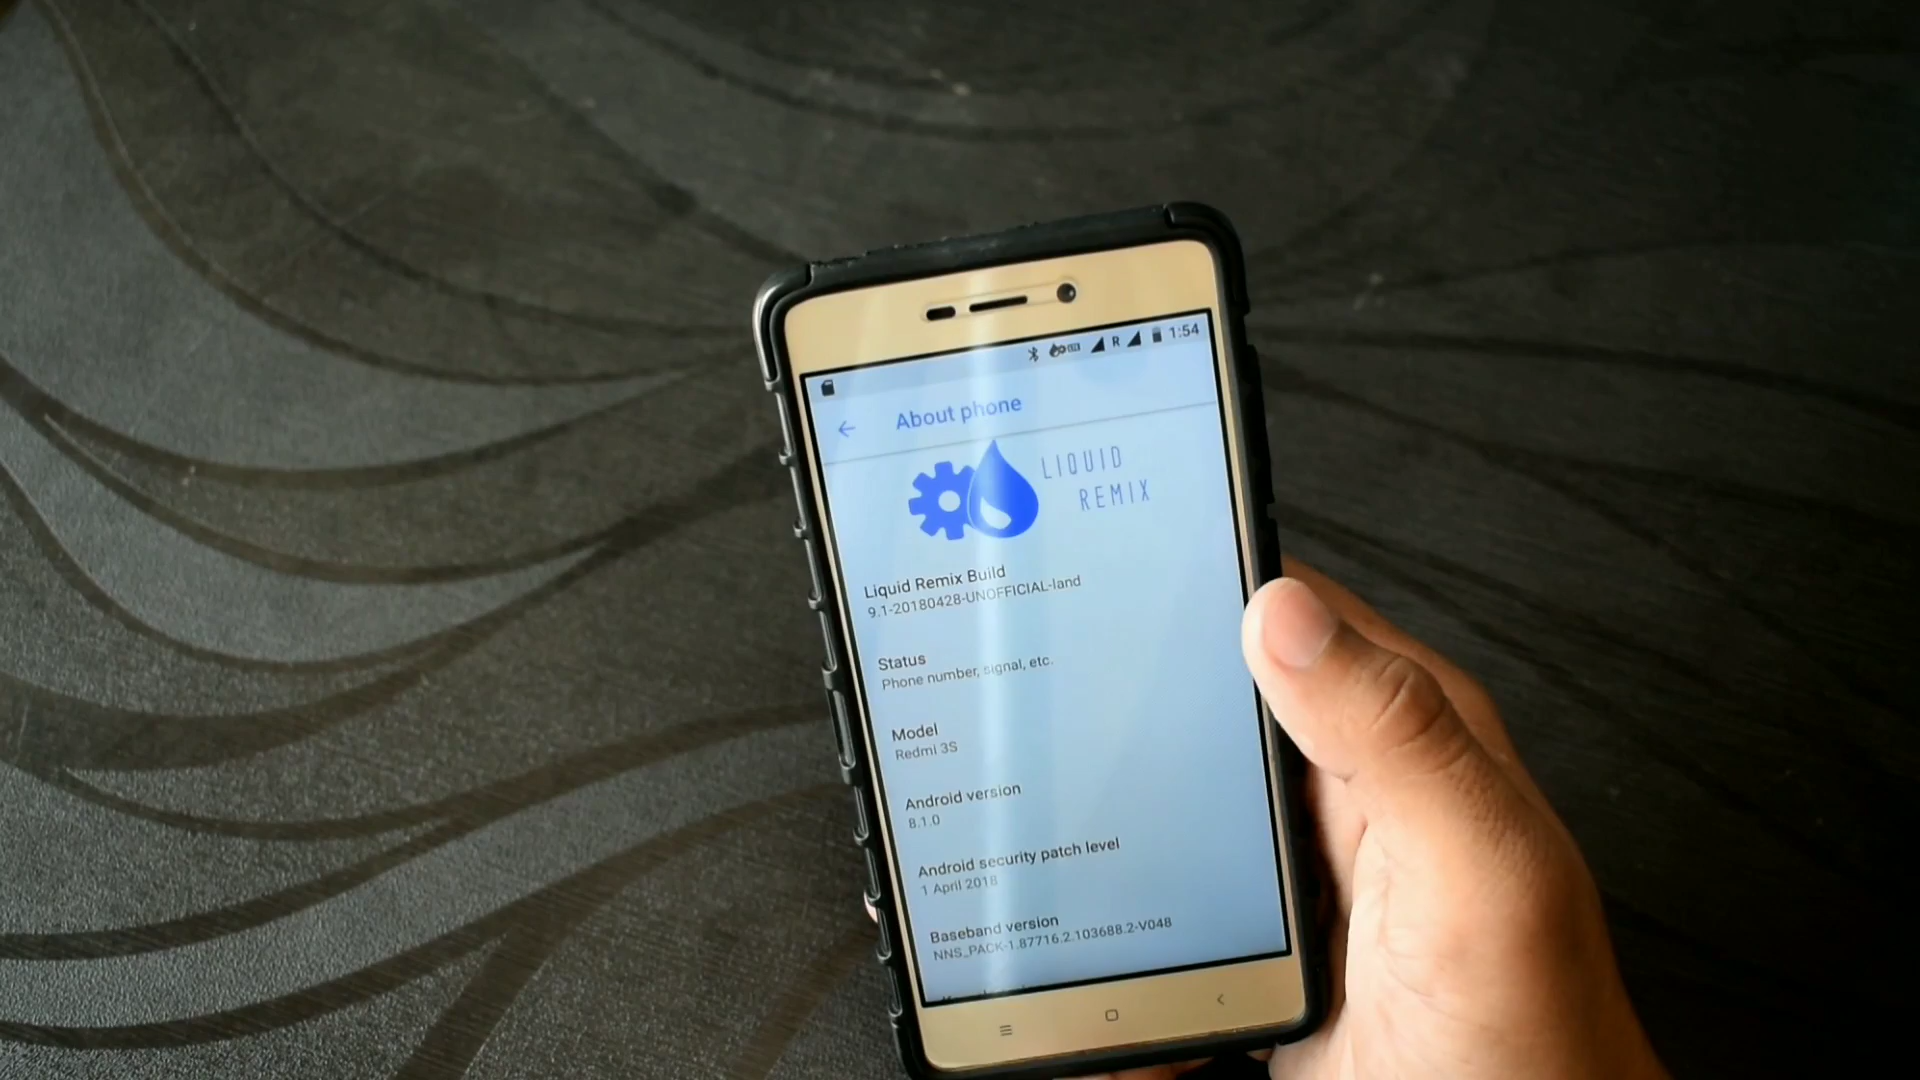 R 1:54
About phone
LIQUID
REMIX
Liquid Remix Build
9.1-20180428-UNOFFICIAL-land
Status
Phone number, signal, etc.
Model
Redmi 3S
Android version
8.1.0
Android security patch level
1 April 2018
Baseband version
NNS_PACK-1.87716.2.103688.2-V048